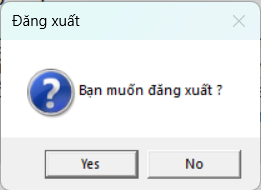 Đăng xuất
Bạn muốn đăng xuất ?
Yes
No